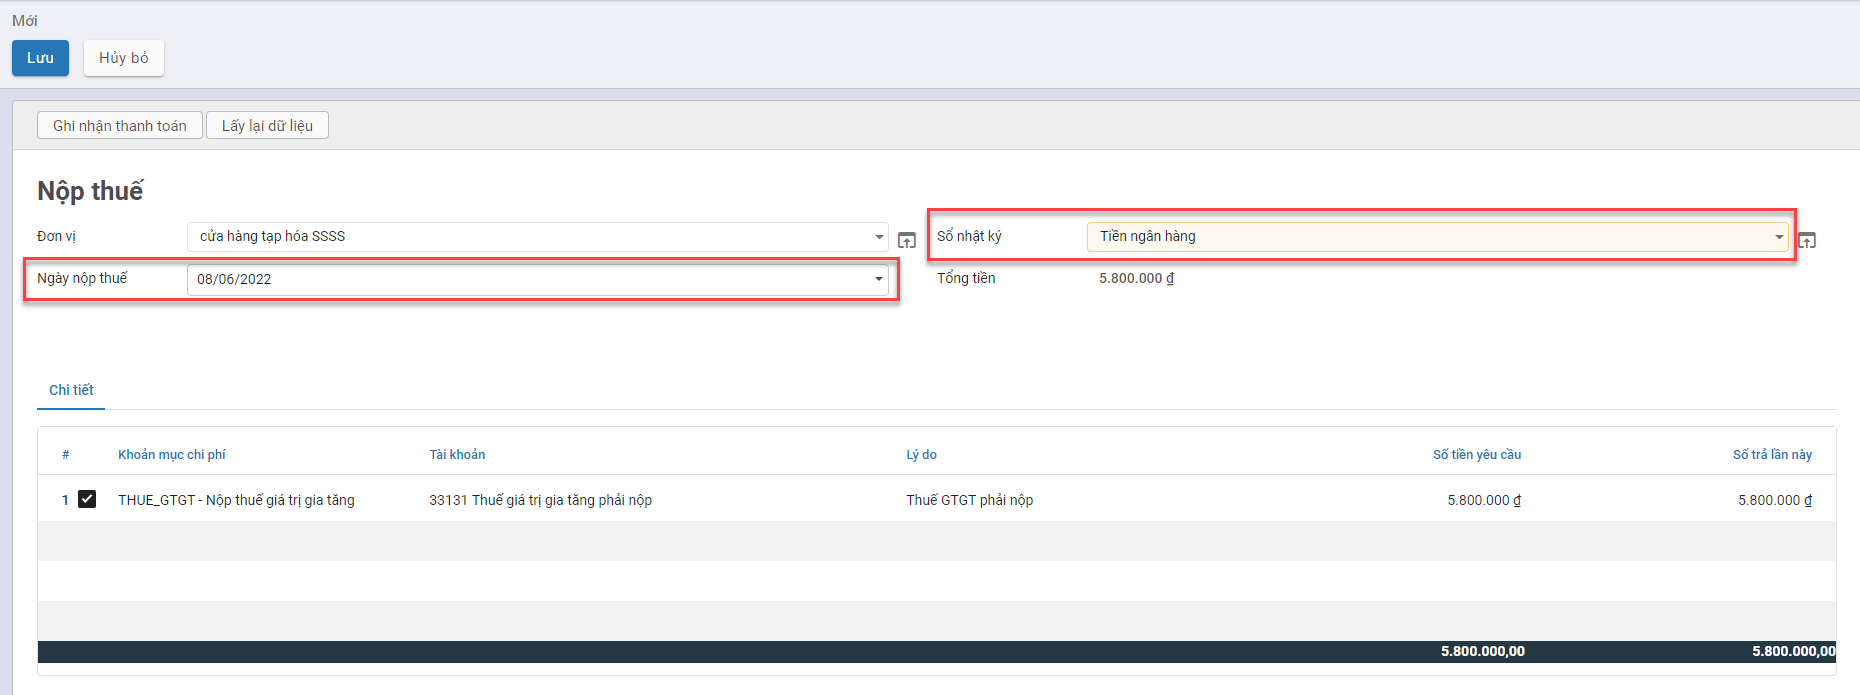 Mới
Lưu Hủy bỏ
Ghi nhận thanh toán Lấy lại dữ liệu
Nộp thuế
Đơn vị cửa hàng tạp hóa SSSS Sổ nhật ký Tiền ngân hàng
Ngày nộp thuế 08/06/2022 Tổng tiền 5.800.000 ₫
Chi tiết
# Khoản mục chi phí Tài khoản Lý do Số tiền yêu cầu Số trả lần này
1 THUE_GTGT - Nộp thuế giá trị gia tăng 33131 Thuế giá trị gia tăng phải nộp Thuế GTGT phải nộp 5.800.000 ₫ 5.800.000 ₫
5.800.000,00 5.800.000,00